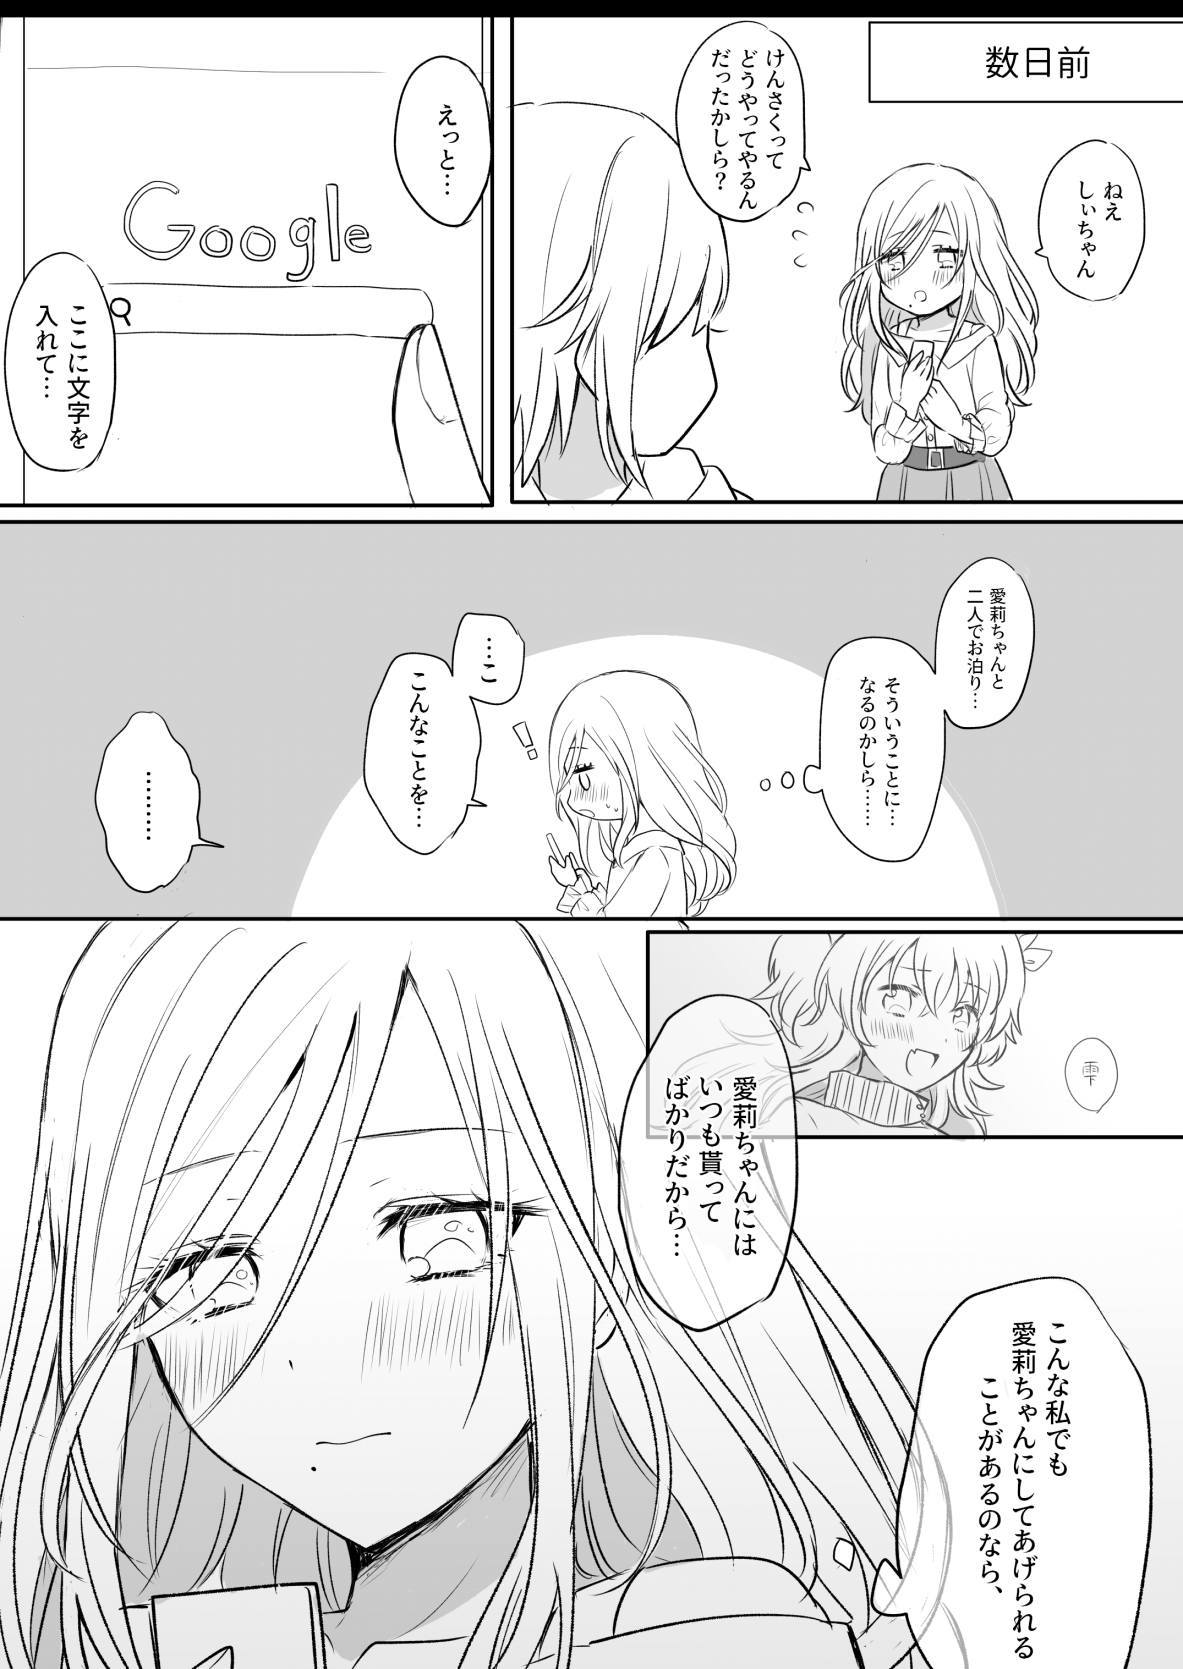 数日前
ねえ
しぃちゃん
けんさくって
どうやってやるん
だったかしら？
えっと…
Google
ここに文字を
入れて…
愛莉ちゃんと
二人でお泊り…
そういうことに…
なるのかしら……
…こ
こんなことを…
………
雫
愛莉ちゃんには
いつも貰って
ばかりだから…
こんな私でも
愛莉ちゃんにしてあげられる
ことがあるのなら、